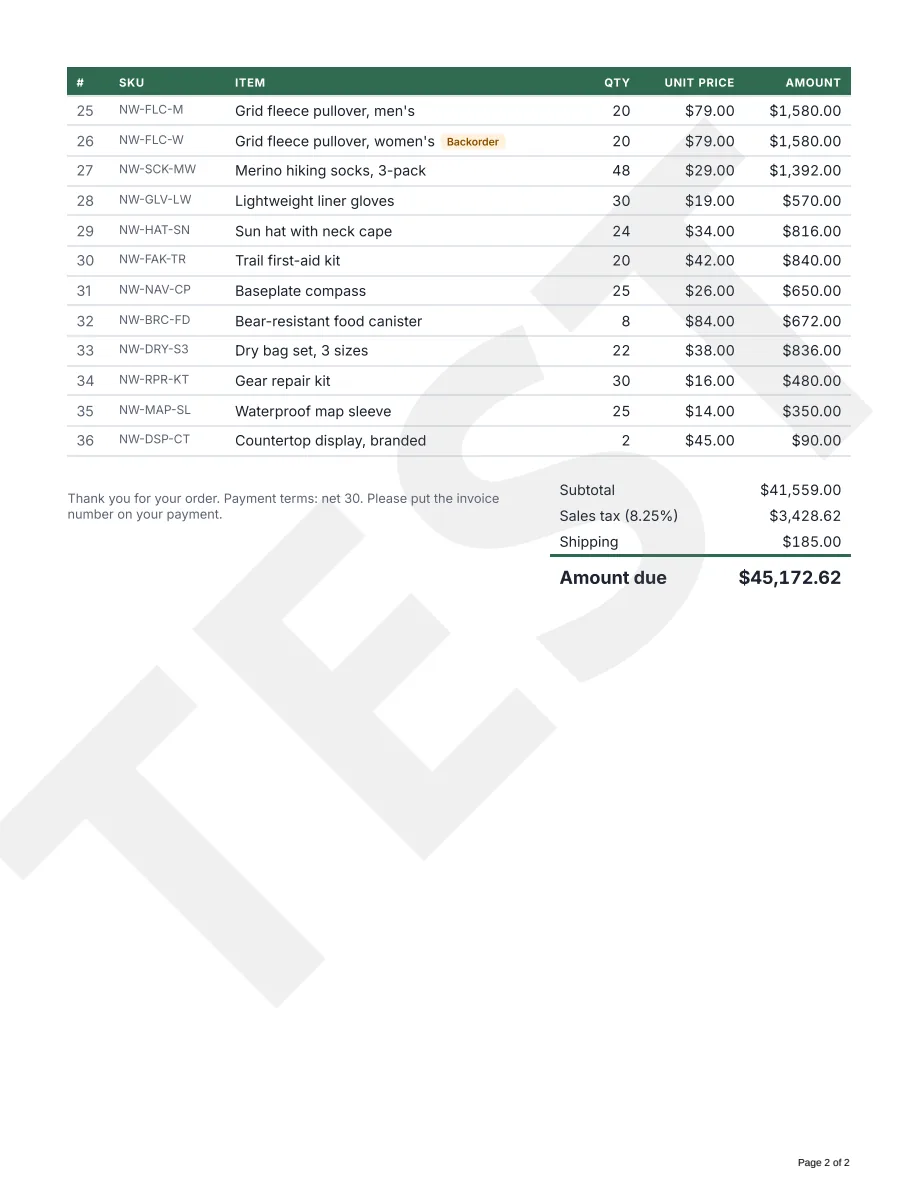 # SKU ITEM QTY UNIT PRICE AMOUNT
25 NW-FLC-M Grid fleece pullover, men's 20 $79.00 $1,580.00
26 NW-FLC-W Grid fleece pullover, women's Backorder 20 $79.00 $1,580.00
27 NW-SCK-MW Merino hiking socks, 3-pack 48 $29.00 $1,392.00
28 NW-GLV-LW Lightweight liner gloves 30 $19.00 $570.00
29 NW-HAT-SN Sun hat with neck cape 24 $34.00 $816.00
30 NW-FAK-TR Trail first-aid kit 20 $42.00 $840.00
31 NW-NAV-CP Baseplate compass 25 $26.00 $650.00
32 NW-BRC-FD Bear-resistant food canister 8 $84.00 $672.00
33 NW-DRY-S3 Dry bag set, 3 sizes 22 $38.00 $836.00
34 NW-RPR-KT Gear repair kit 30 $16.00 $480.00
35 NW-MAP-SL Waterproof map sleeve 25 $14.00 $350.00
36 NW-DSP-CT Countertop display, branded 2 $45.00 $90.00
Thank you for your order. Payment terms: net 30. Please put the invoice
number on your payment.
Subtotal $41,559.00
Sales tax (8.25%) $3,428.62
Shipping $185.00
Amount due $45,172.62
TEST
Page 2 of 2